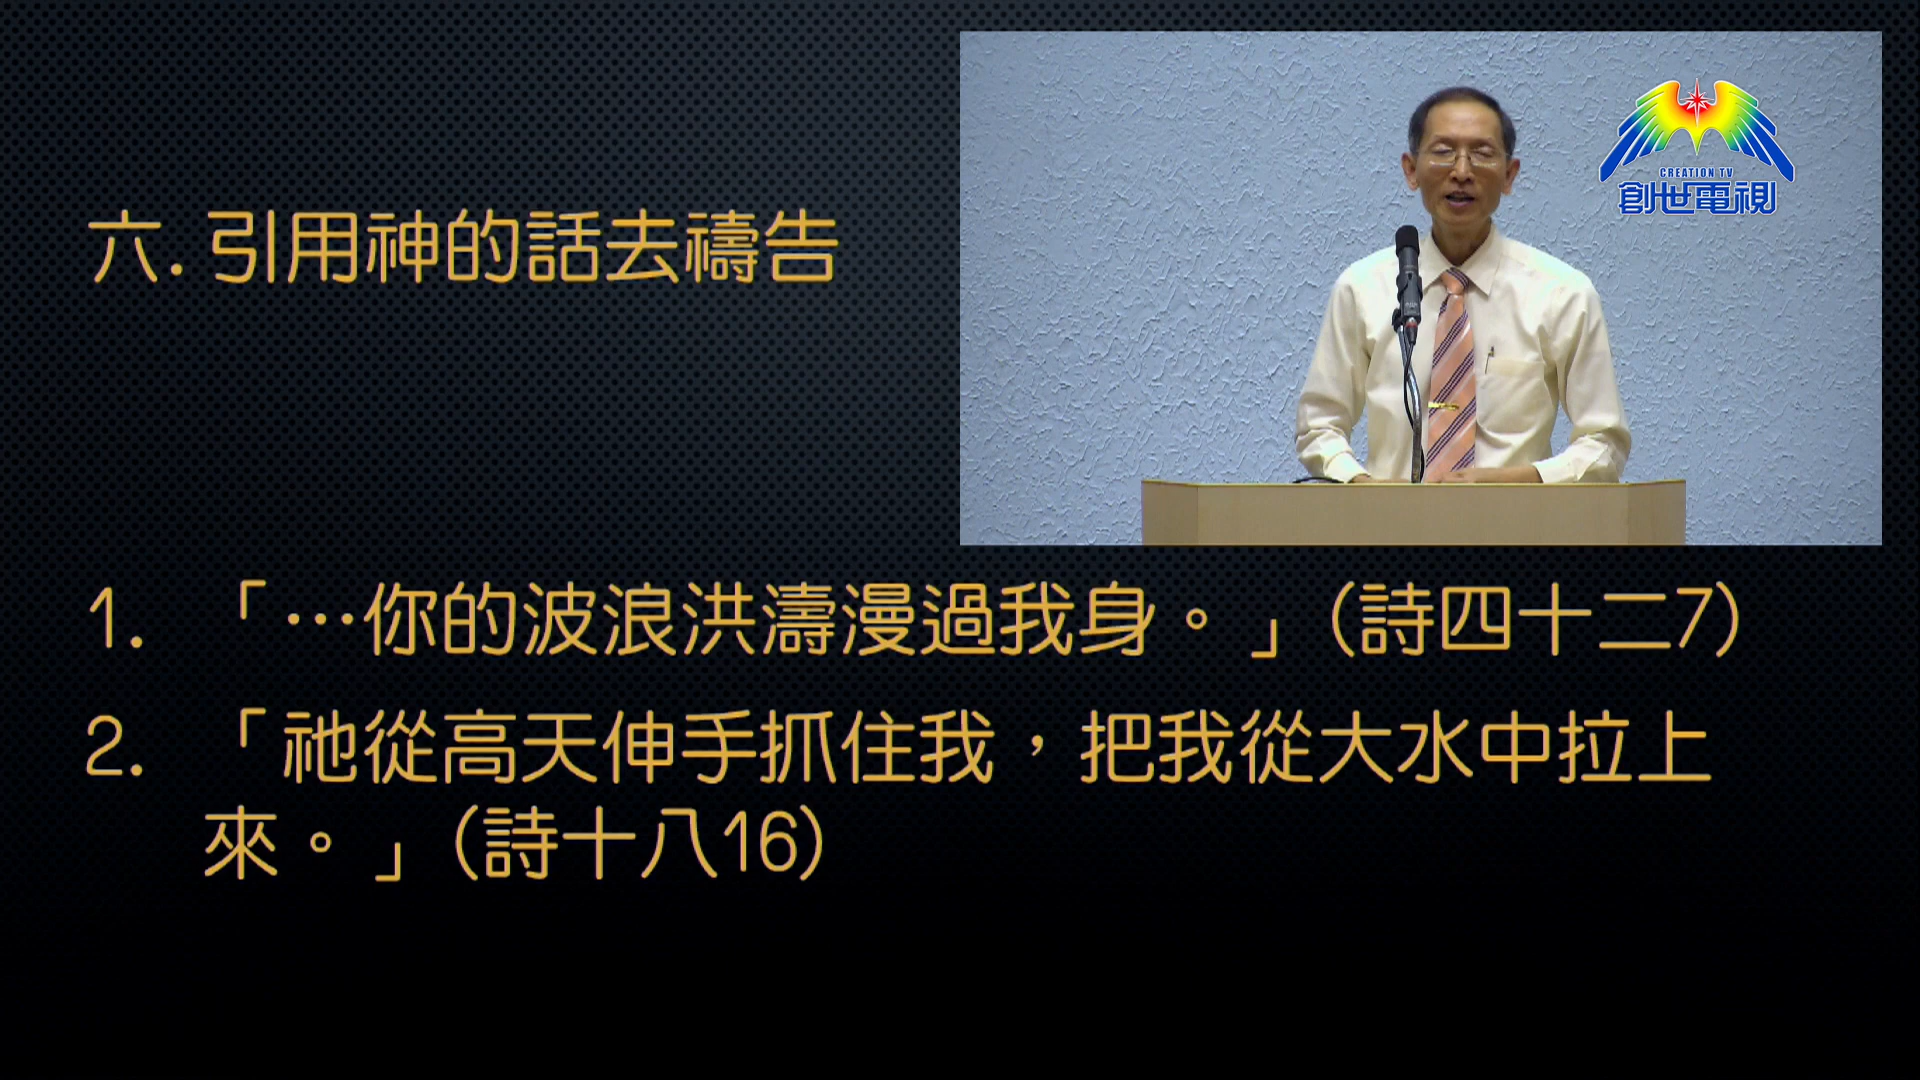 CREATION TV
創世電視
六.引用神的話去禱告
1. 「…你的波浪洪濤漫過我身。」(詩四十二7)
2. 「祂從高天伸手抓住我，把我從大水中拉上
來。」(詩十八16)